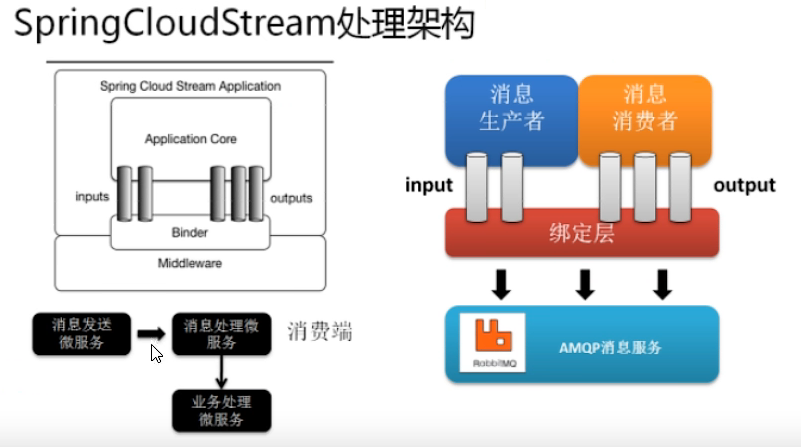 SpringCloudStream处理架构
Spring Cloud Stream Application
Application Core
inputs
outputs
Binder
Middleware
消息发送
微服务
消息处理微
服务
消费端
业务处理
微服务
消息
生产者
消息
消费者
input
output
绑定层
RabbitMQ
AMQP消息服务